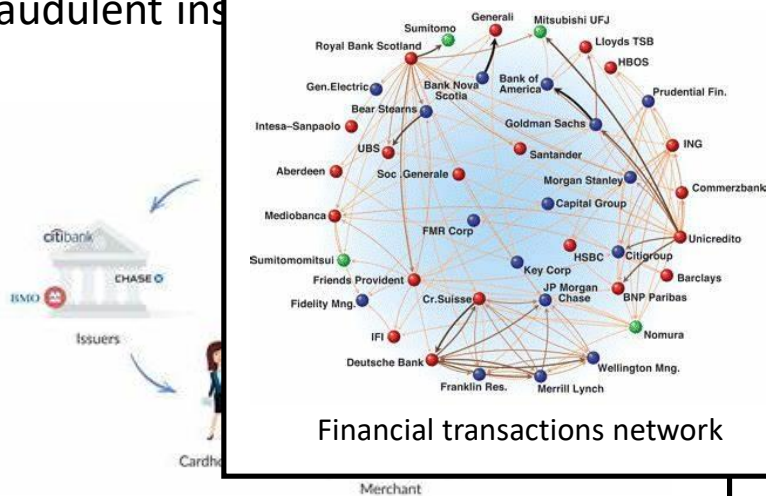 Generali
Sumitomo
Mitsubishi UFJ
Royal Bank Scotland
Lloyds TSB
HBOS
Gen.Electric
Bank Nova
Scotia
Bank of
America
Prudential Fin.
Bear Stearns
Goldman Sachs
Intesa–Sanpaolo
UBS
Santander
ING
Aberdeen
Soc .Generale
Morgan Stanley
Commerzbank
Capital Group
Mediobanca
FMR Corp
Unicredito
Sumitomomitsui
HSBC
Citigroup
Key Corp
Friends Provident
Barclays
Fidelity Mng.
Cr.Suisse
JP Morgan
Chase
BNP Paribas
IFI
Nomura
Deutsche Bank
Wellington Mng.
Franklin Res.
Merrill Lynch
Financial transactions network
citibank
CHASE
BMO
Issuers
Merchant